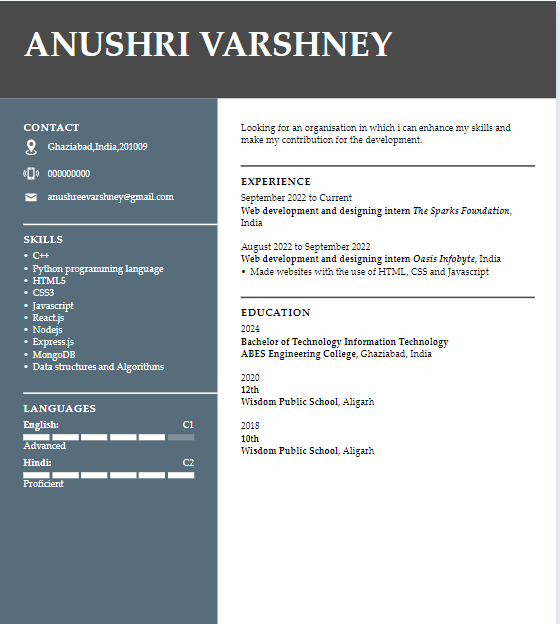 ANUSHRI VARSHNEY
CONTACT
Ghaziabad,India,201009
000000000
anushreevarshney@gmail.com
SKILLS
• C++
• Python programming language
• HTML5
• CSS3
• Javascript
• React.js
• Nodejs
• Express.js
• MongoDB
• Data structures and Algorithms
LANGUAGES
English: C1
Advanced
Hindi: C2
Proficient
Looking for an organisation in which i can enhance my skills and
make my contribution for the development.
EXPERIENCE
September 2022 to Current
Web development and designing intern The Sparks Foundation,
India
August 2022 to September 2022
Web development and designing intern Oasis Infobyte, India
• Made websites with the use of HTML, CSS and Javascript
EDUCATION
2024
Bachelor of Technology Information Technology
ABES Engineering College, Ghaziabad, India
2020
12th
Wisdom Public School, Aligarh
2018
10th
Wisdom Public School, Aligarh